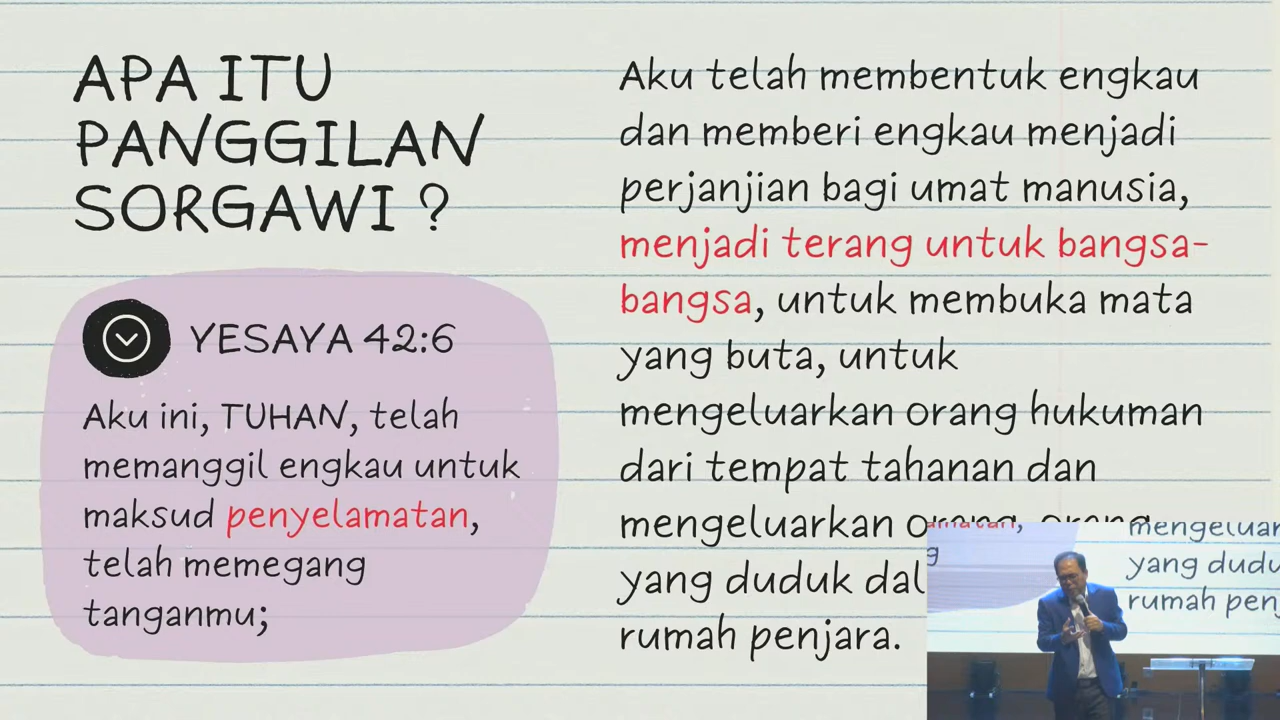 APA ITU
PANGGILAN
SORGAWI ?
YESAYA 42:6
Aku ini, TUHAN, telah
memanggil engkau untuk
maksud penyelamatan,
telah memegang
tanganmu;
Aku telah membentuk engkau
dan memberi engkau menjadi
perjanjian bagi umat manusia,
menjadi terang untuk bangsa-
bangsa, untuk membuka mata
yang buta, untuk
mengeluarkan orang hukuman
dari tempat tahanan dan
mengeluarkan orang, orang
yang duduk dal
rumah penjara.
mengeluar
yang dudu
rumah pen